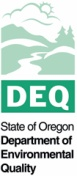 DEQ
State of Oregon
Department of
Environmental
Quality